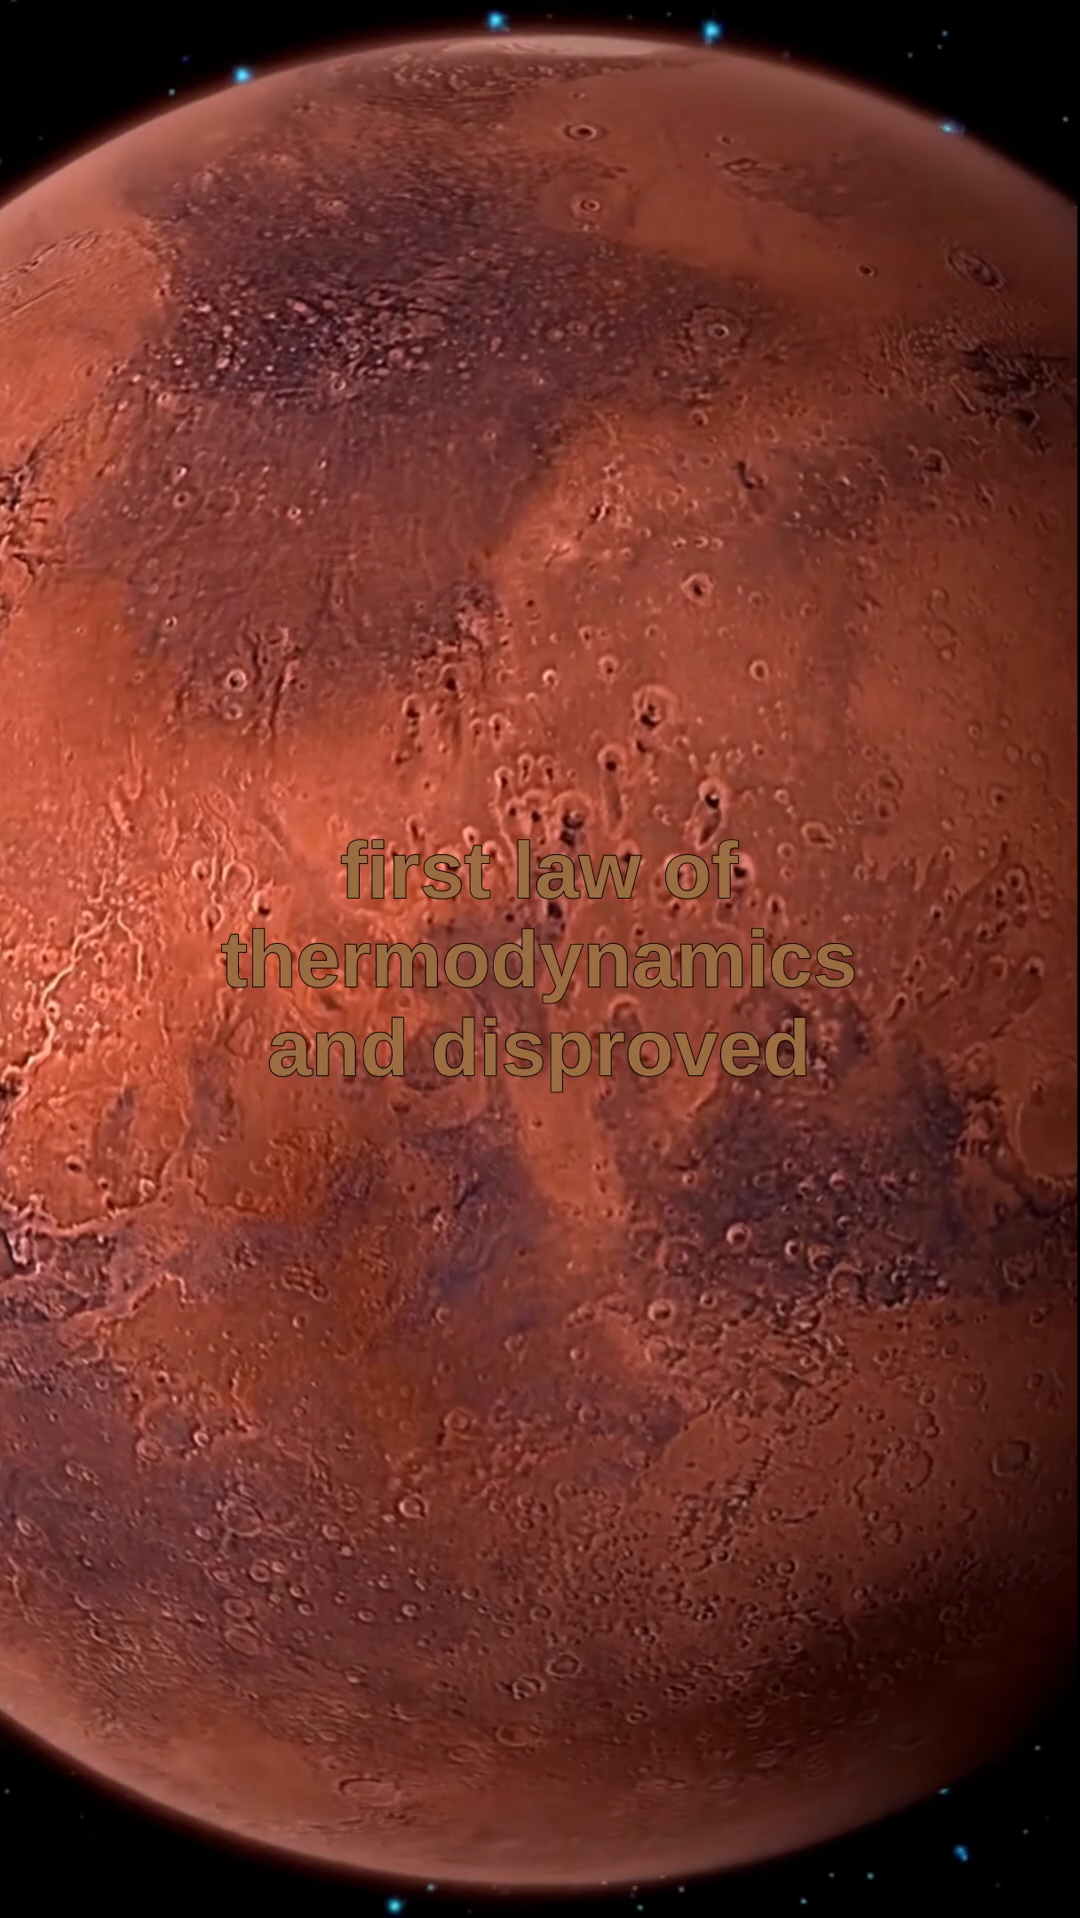 first law of
thermodynamics
and disproved